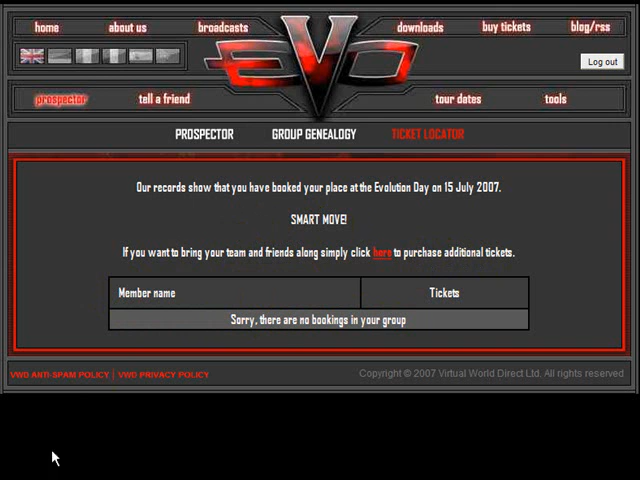 home about us broadcasts downloads buy tickets blog/rss
EVO
Log out
prospector tell a friend tour dates tools
PROSPECTOR GROUP GENEALOGY TICKET LOCATOR
Our records show that you have booked your place at the Evolution Day on 15 July 2007.
SMART MOVE!
If you want to bring your team and friends along simply click here to purchase additional tickets.
Member name Tickets
Sorry, there are no bookings in your group
VWD ANTI-SPAM POLICY | VWD PRIVACY POLICY Copyright © 2007 Virtual World Direct Ltd. All rights reserved